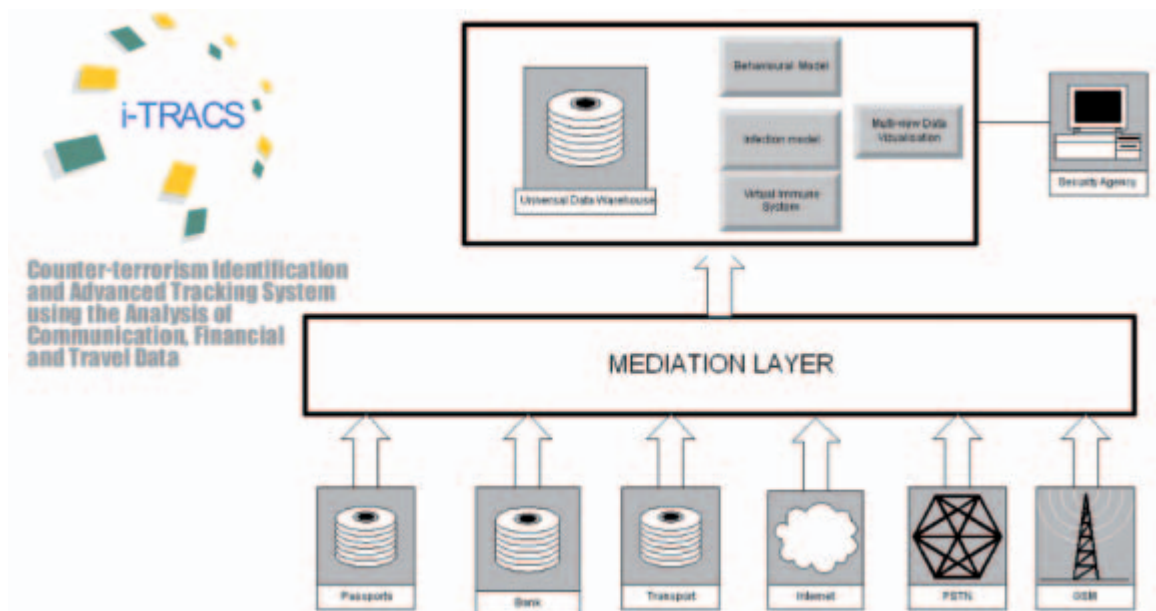 i-TRACS
Counter-terrorism Identification
and Advanced Tracking System
using the Analysis of
Communication, Financial
and Travel Data
Universal Data Warehouse
Behavioural Model
Infection model
Virtual Immune
System
Multi-view Data
Vizualisation
Security Agency
MEDIATION LAYER
Passports
Bank
Transport
Internet
PSTN
GSM